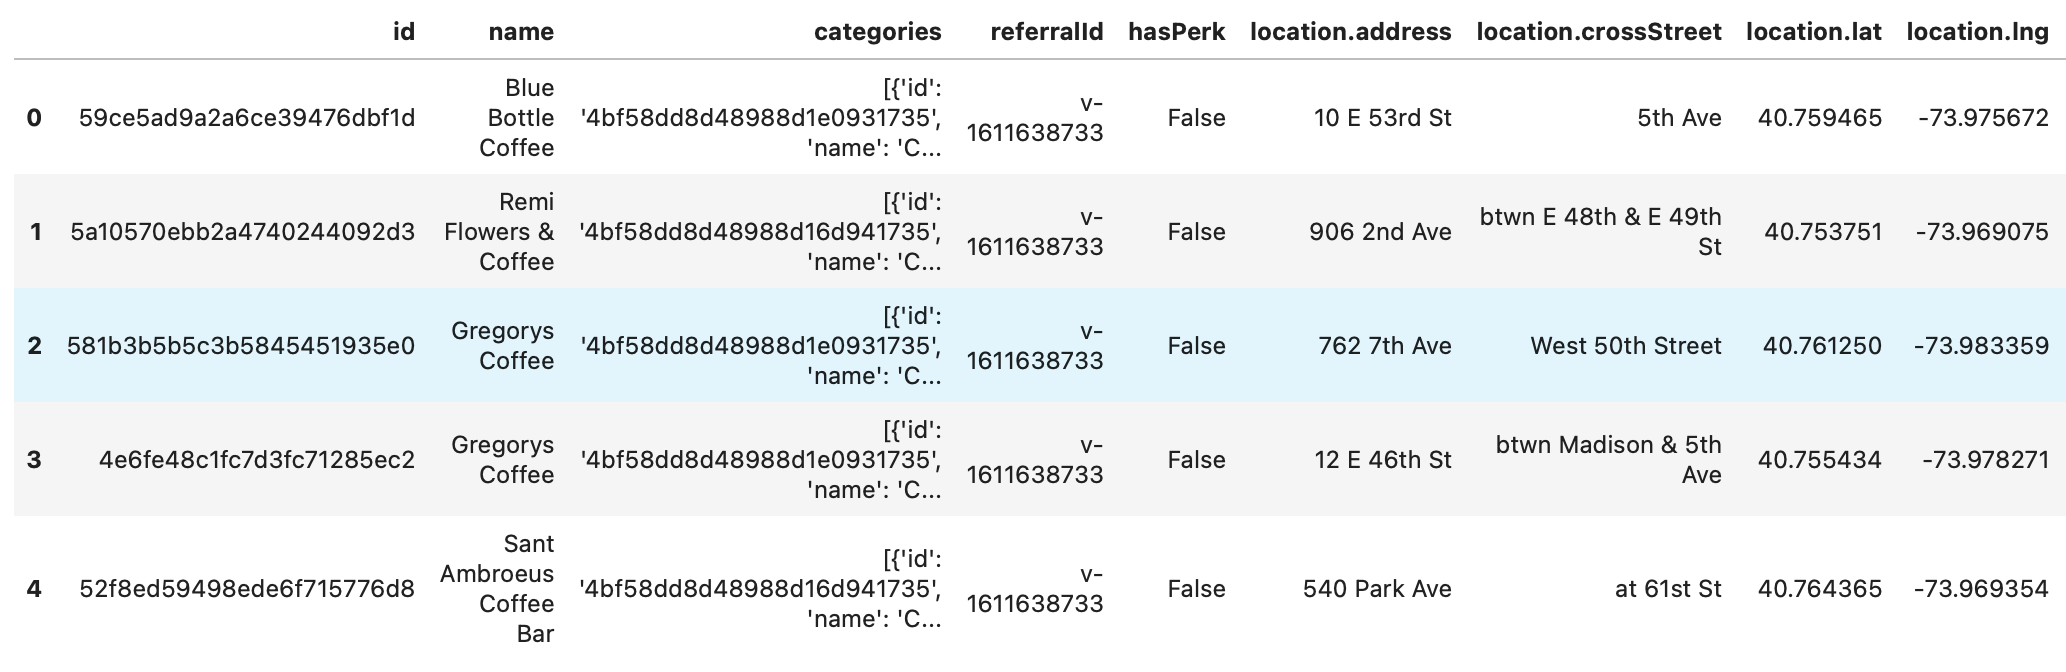 id name categories referralId hasPerk location.address location.crossStreet location.lat location.lng
0 59ce5ad9a2a6ce39476dbf1d Blue Bottle Coffee [{'id': '4bf58dd8d48988d1e0931735', 'name': 'C... v-1611638733 False 10 E 53rd St 5th Ave 40.759465 -73.975672
1 5a10570ebb2a4740244092d3 Remi Flowers & Coffee [{'id': '4bf58dd8d48988d16d941735', 'name': 'C... v-1611638733 False 906 2nd Ave btwn E 48th & E 49th St 40.753751 -73.969075
2 581b3b5b5c3b5845451935e0 Gregorys Coffee [{'id': '4bf58dd8d48988d1e0931735', 'name': 'C... v-1611638733 False 762 7th Ave West 50th Street 40.761250 -73.983359
3 4e6fe48c1fc7d3fc71285ec2 Gregorys Coffee [{'id': '4bf58dd8d48988d1e0931735', 'name': 'C... v-1611638733 False 12 E 46th St btwn Madison & 5th Ave 40.755434 -73.978271
4 52f8ed59498ede6f715776d8 Sant Ambroeus Coffee Bar [{'id': '4bf58dd8d48988d16d941735', 'name': 'C... v-1611638733 False 540 Park Ave at 61st St 40.764365 -73.969354